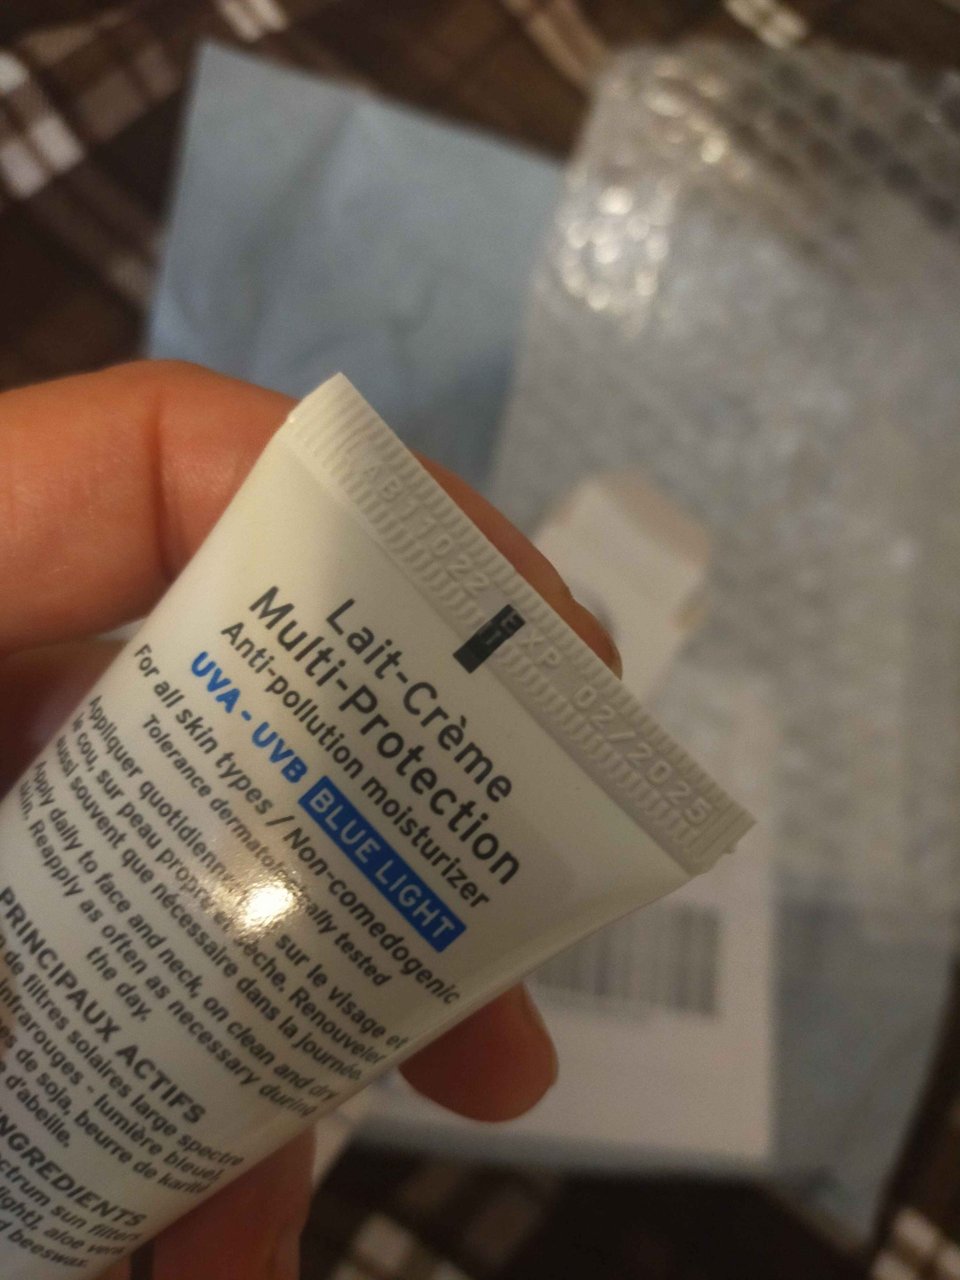 AB11022 EXP 02/2025
Lait-Crème
Multi-Protection
Anti-pollution moisturizer
UVA - UVB BLUE LIGHT
For all skin types / Non-comedogenic
Tolerance dermatologically tested
Appliquer quotidiennement sur le visage et
le cou, sur peau propre et sèche. Renouveler
aussi souvent que nécessaire dans la journée.
Apply daily to face and neck, on clean and dry
skin. Reapply as often as necessary during
the day.
PRINCIPAUX ACTIFS
de filtres solaires large spectre
infrarouges - lumière bleue),
de soja, beurre de karité
d'abeille.
INGREDIENTS
spectrum sun filters
light), aloe vera,
beeswax.